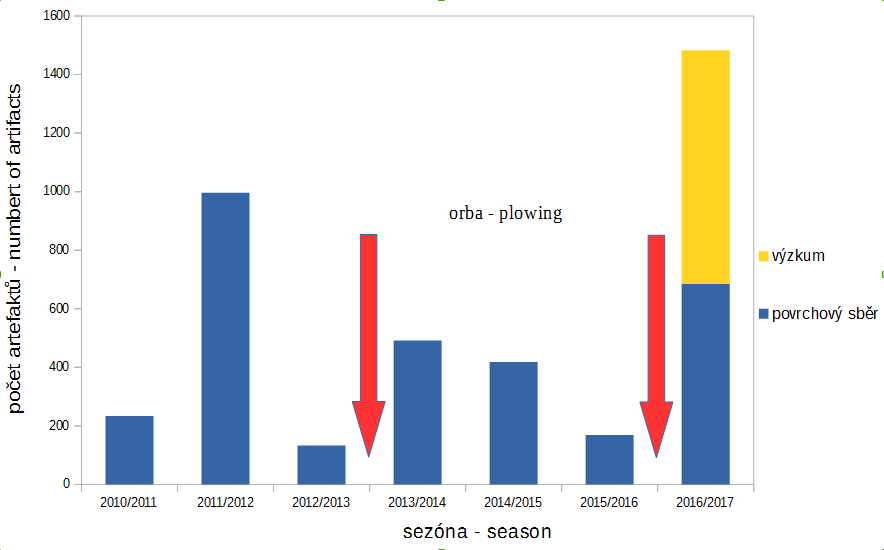 1600
1400
1200
1000
800
600
400
200
0
počet artefaktů - numbert of artifacts
orba - plowing
výzkum
povrchový sběr
2010/2011 2011/2012 2012/2013 2013/2014 2014/2015 2015/2016 2016/2017
sezóna - season